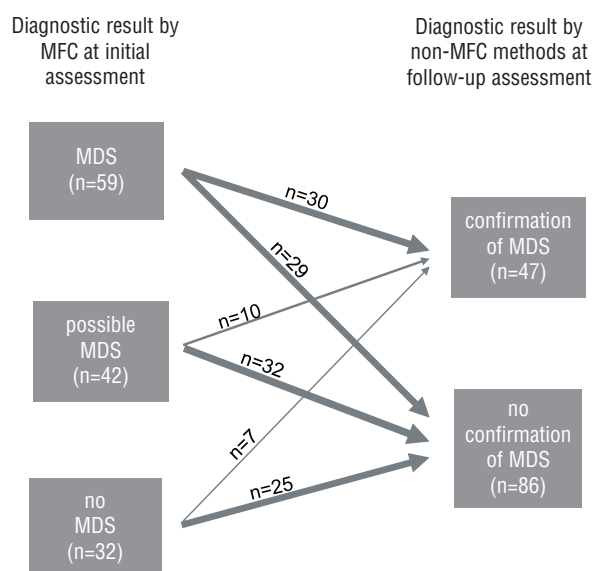 Diagnostic result by
MFC at initial
assessment
Diagnostic result by
non-MFC methods at
follow-up assessment
MDS
(n=59)
possible
MDS
(n=42)
no
MDS
(n=32)
n=30
n=29
n=10
n=32
n=7
n=25
confirmation
of MDS
(n=47)
no
confirmation
of MDS
(n=86)